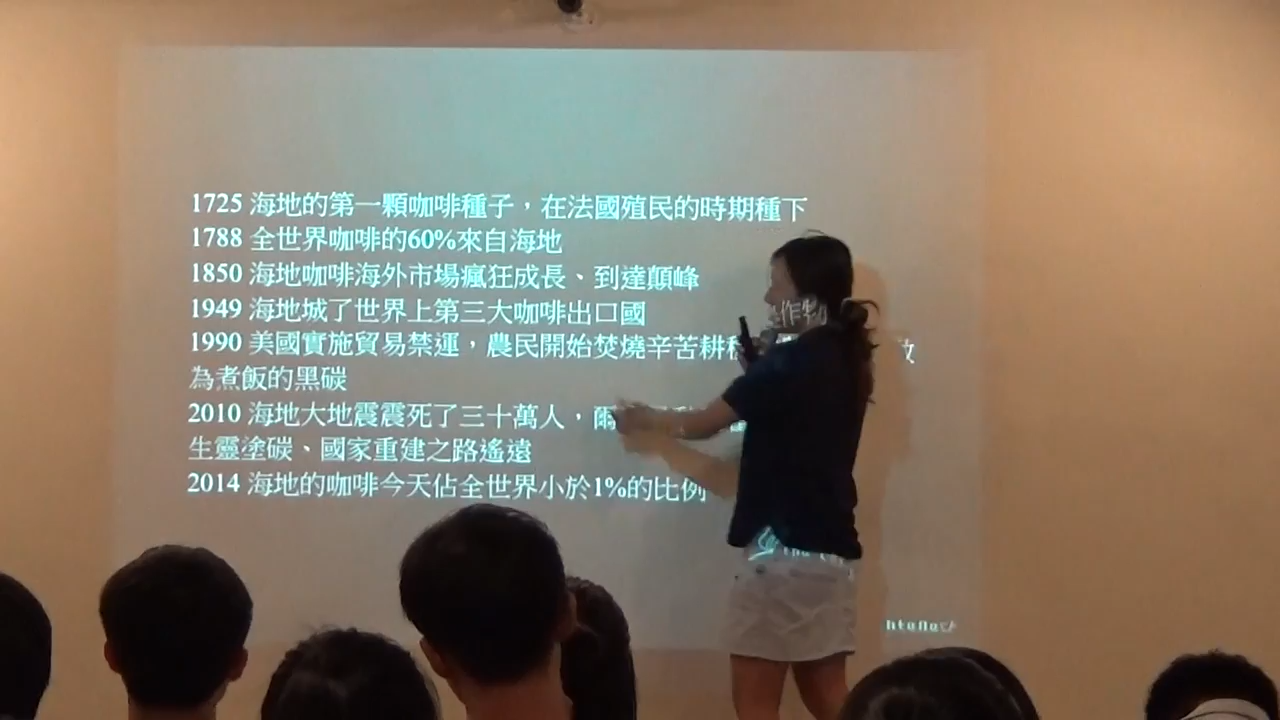 1725 海地的第一顆咖啡種子，在法國殖民的時期種下
1788 全世界咖啡的60%來自海地
1850 海地咖啡海外市場瘋狂成長、到達顛峰
1949 海地城了世界上第三大咖啡出口國
1990 美國實施貿易禁運，農民開始焚燒辛苦耕 作物
為煮飯的黑碳
2010 海地大地震震死了三十萬人，
生靈塗碳、國家重建之路遙遠
2014 海地的咖啡今天佔全世界小於1%的比例